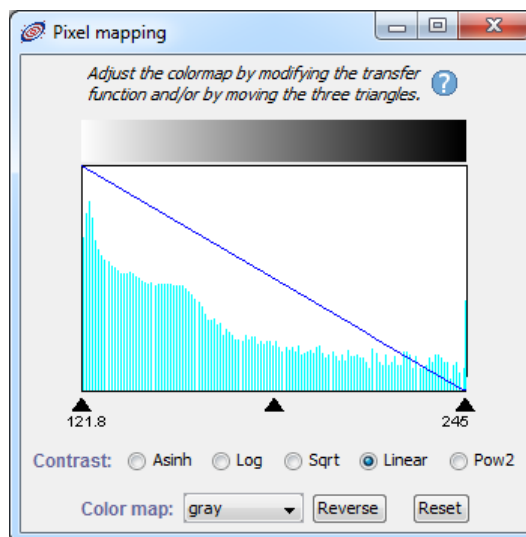 Pixel mapping
Adjust the colormap by modifying the transfer
function and/or by moving the three triangles.
?
121.8 245
Contrast: Asinh Log Sqrt Linear Pow2
Color map: gray Reverse Reset